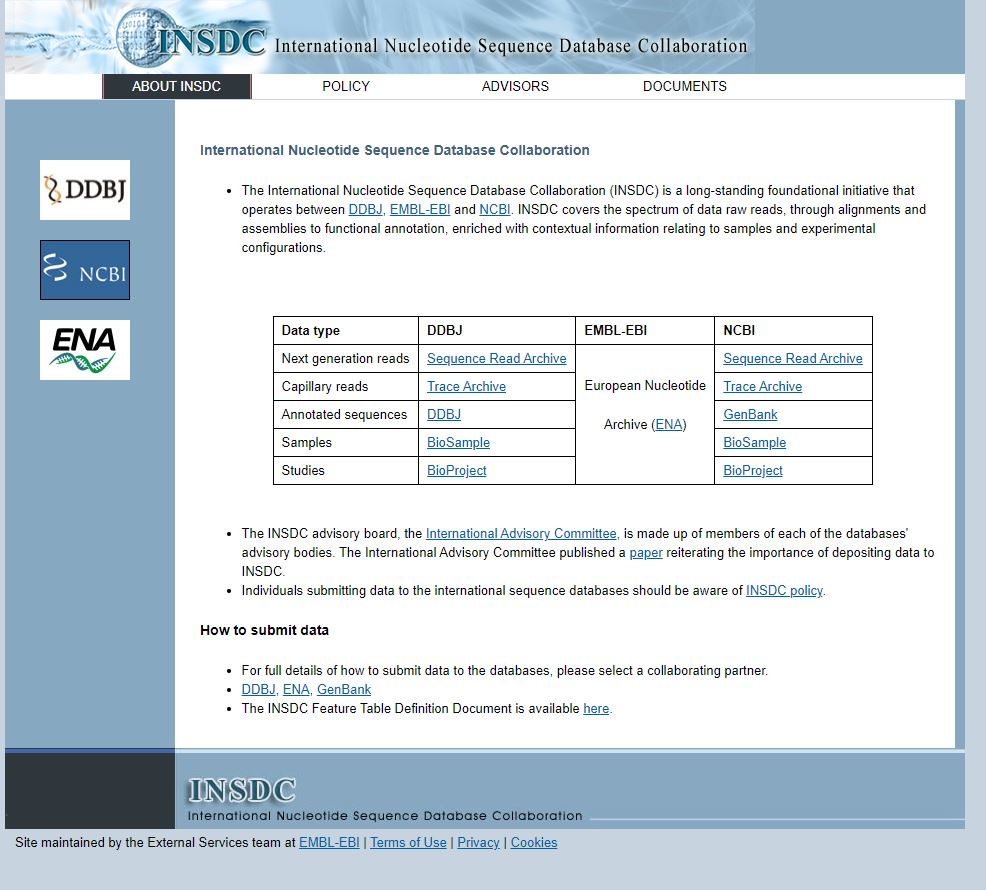 INSDC International Nucleotide Sequence Database Collaboration
ABOUT INSDC POLICY ADVISORS DOCUMENTS
DDBJ
NCBI
ENA
International Nucleotide Sequence Database Collaboration
• The International Nucleotide Sequence Database Collaboration (INSDC) is a long-standing foundational initiative that
operates between DDBJ, EMBL-EBI and NCBI. INSDC covers the spectrum of data raw reads, through alignments and
assemblies to functional annotation, enriched with contextual information relating to samples and experimental
configurations.
Data type DDBJ EMBL-EBI NCBI
Next generation reads Sequence Read Archive European Nucleotide Archive (ENA) Sequence Read Archive
Capillary reads Trace Archive Trace Archive
Annotated sequences DDBJ GenBank
Samples BioSample BioSample
Studies BioProject BioProject
• The INSDC advisory board, the International Advisory Committee, is made up of members of each of the databases'
advisory bodies. The International Advisory Committee published a paper reiterating the importance of depositing data to
INSDC.
• Individuals submitting data to the international sequence databases should be aware of INSDC policy.
How to submit data
• For full details of how to submit data to the databases, please select a collaborating partner.
• DDBJ, ENA, GenBank
• The INSDC Feature Table Definition Document is available here.
INSDC
International Nucleotide Sequence Database Collaboration
Site maintained by the External Services team at EMBL-EBI | Terms of Use | Privacy | Cookies